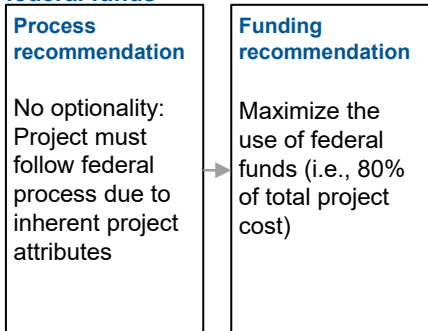 federal funds
Process
recommendation
No optionality:
Project must
follow federal
process due to
inherent project
attributes
Funding
recommendation
Maximize the
use of federal
funds (i.e., 80%
of total project
cost)